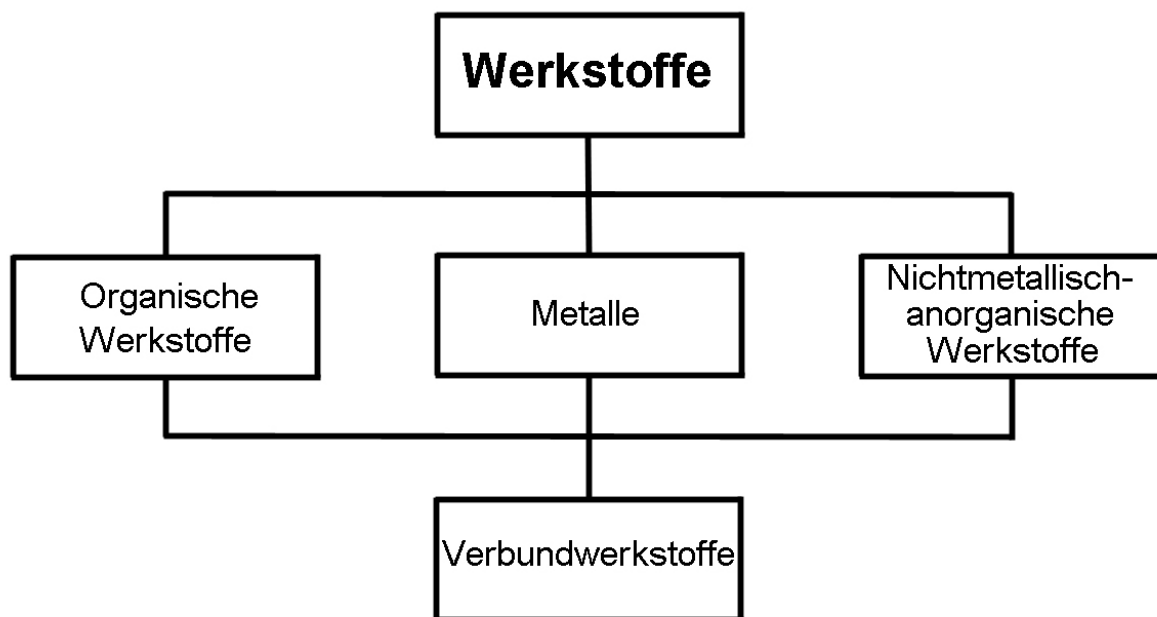 Werkstoffe
Organische
Werkstoffe
Metalle
Nichtmetallisch-
anorganische
Werkstoffe
Verbundwerkstoffe